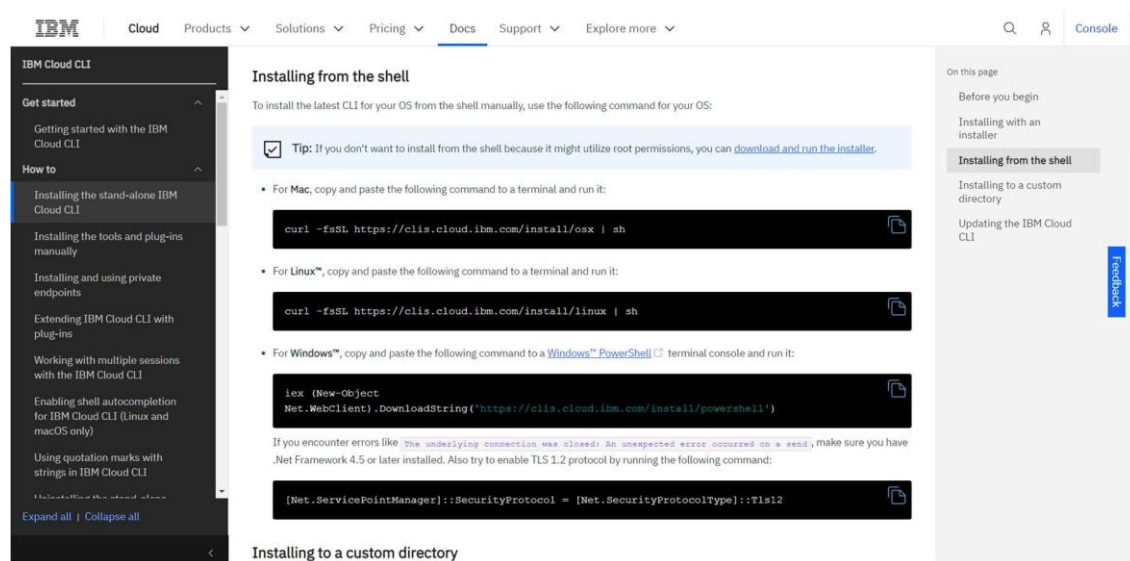 IBM Cloud Products Solutions Pricing Docs Support Explore more Console
IBM Cloud CLI
Get started
Getting started with the IBM
Cloud CLI
How to
Installing the stand-alone IBM
Cloud CLI
Installing the tools and plug-ins
manually
Installing and using private
endpoints
Extending IBM Cloud CLI with
plug-ins
Working with multiple sessions
with the IBM Cloud CLI
Enabling shell autocompletion
for IBM Cloud CLI (Linux and
macOS only)
Using quotation marks with
strings in IBM Cloud CLI
Expand all | Collapse all
Installing from the shell
To install the latest CLI for your OS from the shell manually, use the following command for your OS:
Tip: If you don't want to install from the shell because it might utilize root permissions, you can download and run the installer.
• For Mac, copy and paste the following command to a terminal and run it:
curl -fsSL https://clis.cloud.ibm.com/install/osx | sh
• For Linux™, copy and paste the following command to a terminal and run it:
curl -fsSL https://clis.cloud.ibm.com/install/linux | sh
• For Windows™, copy and paste the following command to a Windows™ PowerShell terminal console and run it:
iex (New-Object
Net.WebClient).DownloadString('https://clis.cloud.ibm.com/install/powershell')
If you encounter errors like The underlying connection was closed: An unexpected error occurred on a send, make sure you have
.Net Framework 4.5 or later installed. Also try to enable TLS 1.2 protocol by running the following command:
[Net.ServicePointManager]::SecurityProtocol = [Net.SecurityProtocolType]::Tls12
Installing to a custom directory
On this page
Before you begin
Installing with an
installer
Installing from the shell
Installing to a custom
directory
Updating the IBM Cloud
CLI
Feedback